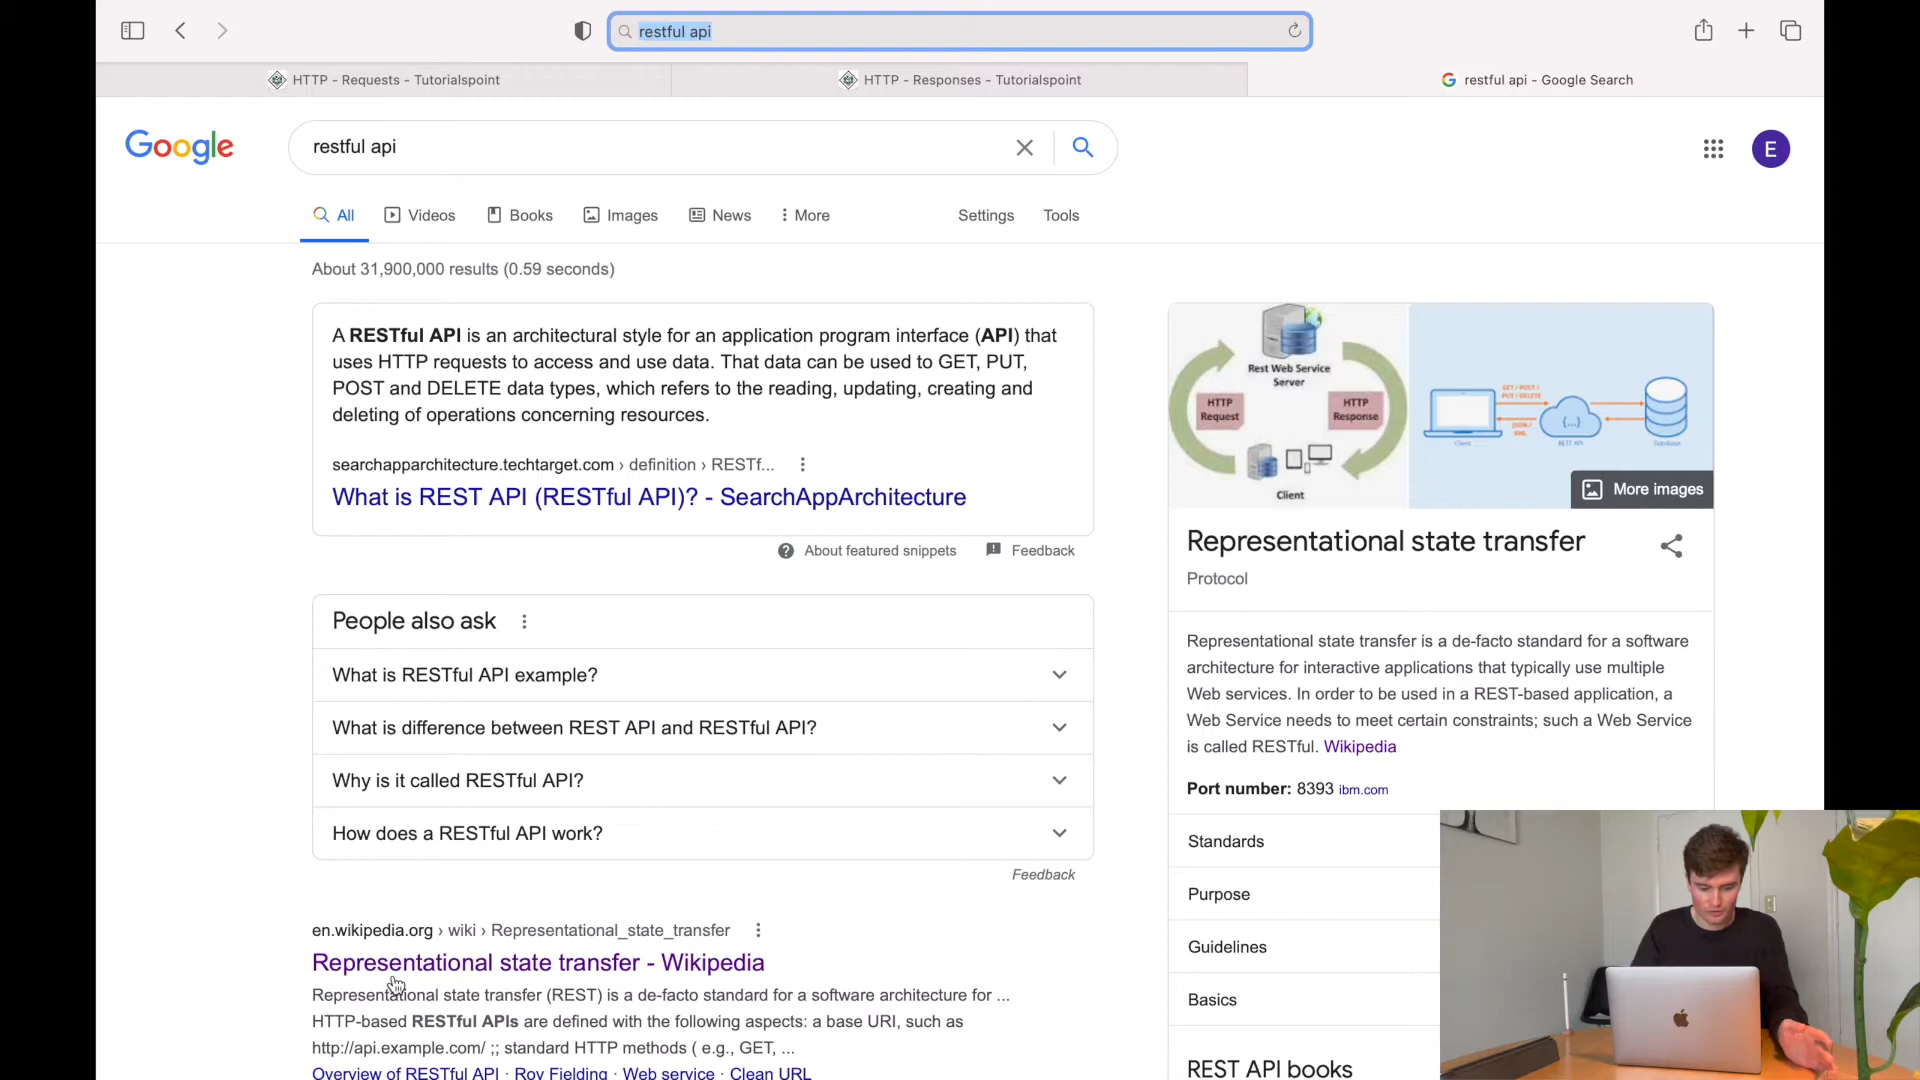 restful api
HTTP - Requests - Tutorialspoint
HTTP - Responses - Tutorialspoint
restful api - Google Search
Google
restful api
E
All
Videos
Books
Images
News
More
Settings
Tools
About 31,900,000 results (0.59 seconds)
A RESTful API is an architectural style for an application program interface (API) that
uses HTTP requests to access and use data. That data can be used to GET, PUT,
POST and DELETE data types, which refers to the reading, updating, creating and
deleting of operations concerning resources.
searchapparchitecture.techtarget.com › definition › RESTf...
What is REST API (RESTful API)? - SearchAppArchitecture
About featured snippets
Feedback
People also ask
What is RESTful API example?
What is difference between REST API and RESTful API?
Why is it called RESTful API?
How does a RESTful API work?
Feedback
en.wikipedia.org › wiki › Representational_state_transfer
Representational state transfer - Wikipedia
Representational state transfer (REST) is a de-facto standard for a software architecture for ...
HTTP-based RESTful APIs are defined with the following aspects: a base URI, such as
http://api.example.com/ ;; standard HTTP methods ( e.g., GET, ...
Overview of RESTful API · Roy Fielding · Web service · Clean URL
Rest Web Service
Server
HTTP
Request
HTTP
Response
Client
GET / POST /
PUT / DELETE
{...}
JSON /
XML
Client
REST API
Database
More images
Representational state transfer
Protocol
Representational state transfer is a de-facto standard for a software
architecture for interactive applications that typically use multiple
Web services. In order to be used in a REST-based application, a
Web Service needs to meet certain constraints; such a Web Service
is called RESTful. Wikipedia
Port number: 8393 ibm.com
Standards
Purpose
Guidelines
Basics
REST API books